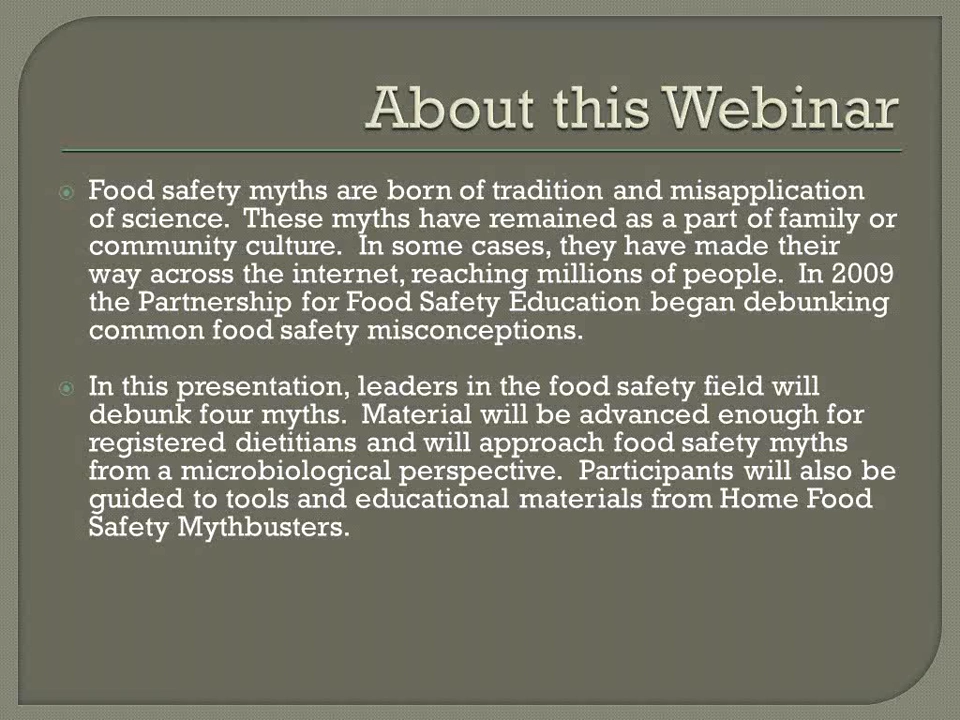 About this Webinar
Food safety myths are born of tradition and misapplication
of science.  These myths have remained as a part of family or
community culture.  In some cases, they have made their
way across the internet, reaching millions of people.  In 2009
the Partnership for Food Safety Education began debunking
common food safety misconceptions.
In this presentation, leaders in the food safety field will
debunk four myths.  Material will be advanced enough for
registered dietitians and will approach food safety myths
from a microbiological perspective.  Participants will also be
guided to tools and educational materials from Home Food
Safety Mythbusters.